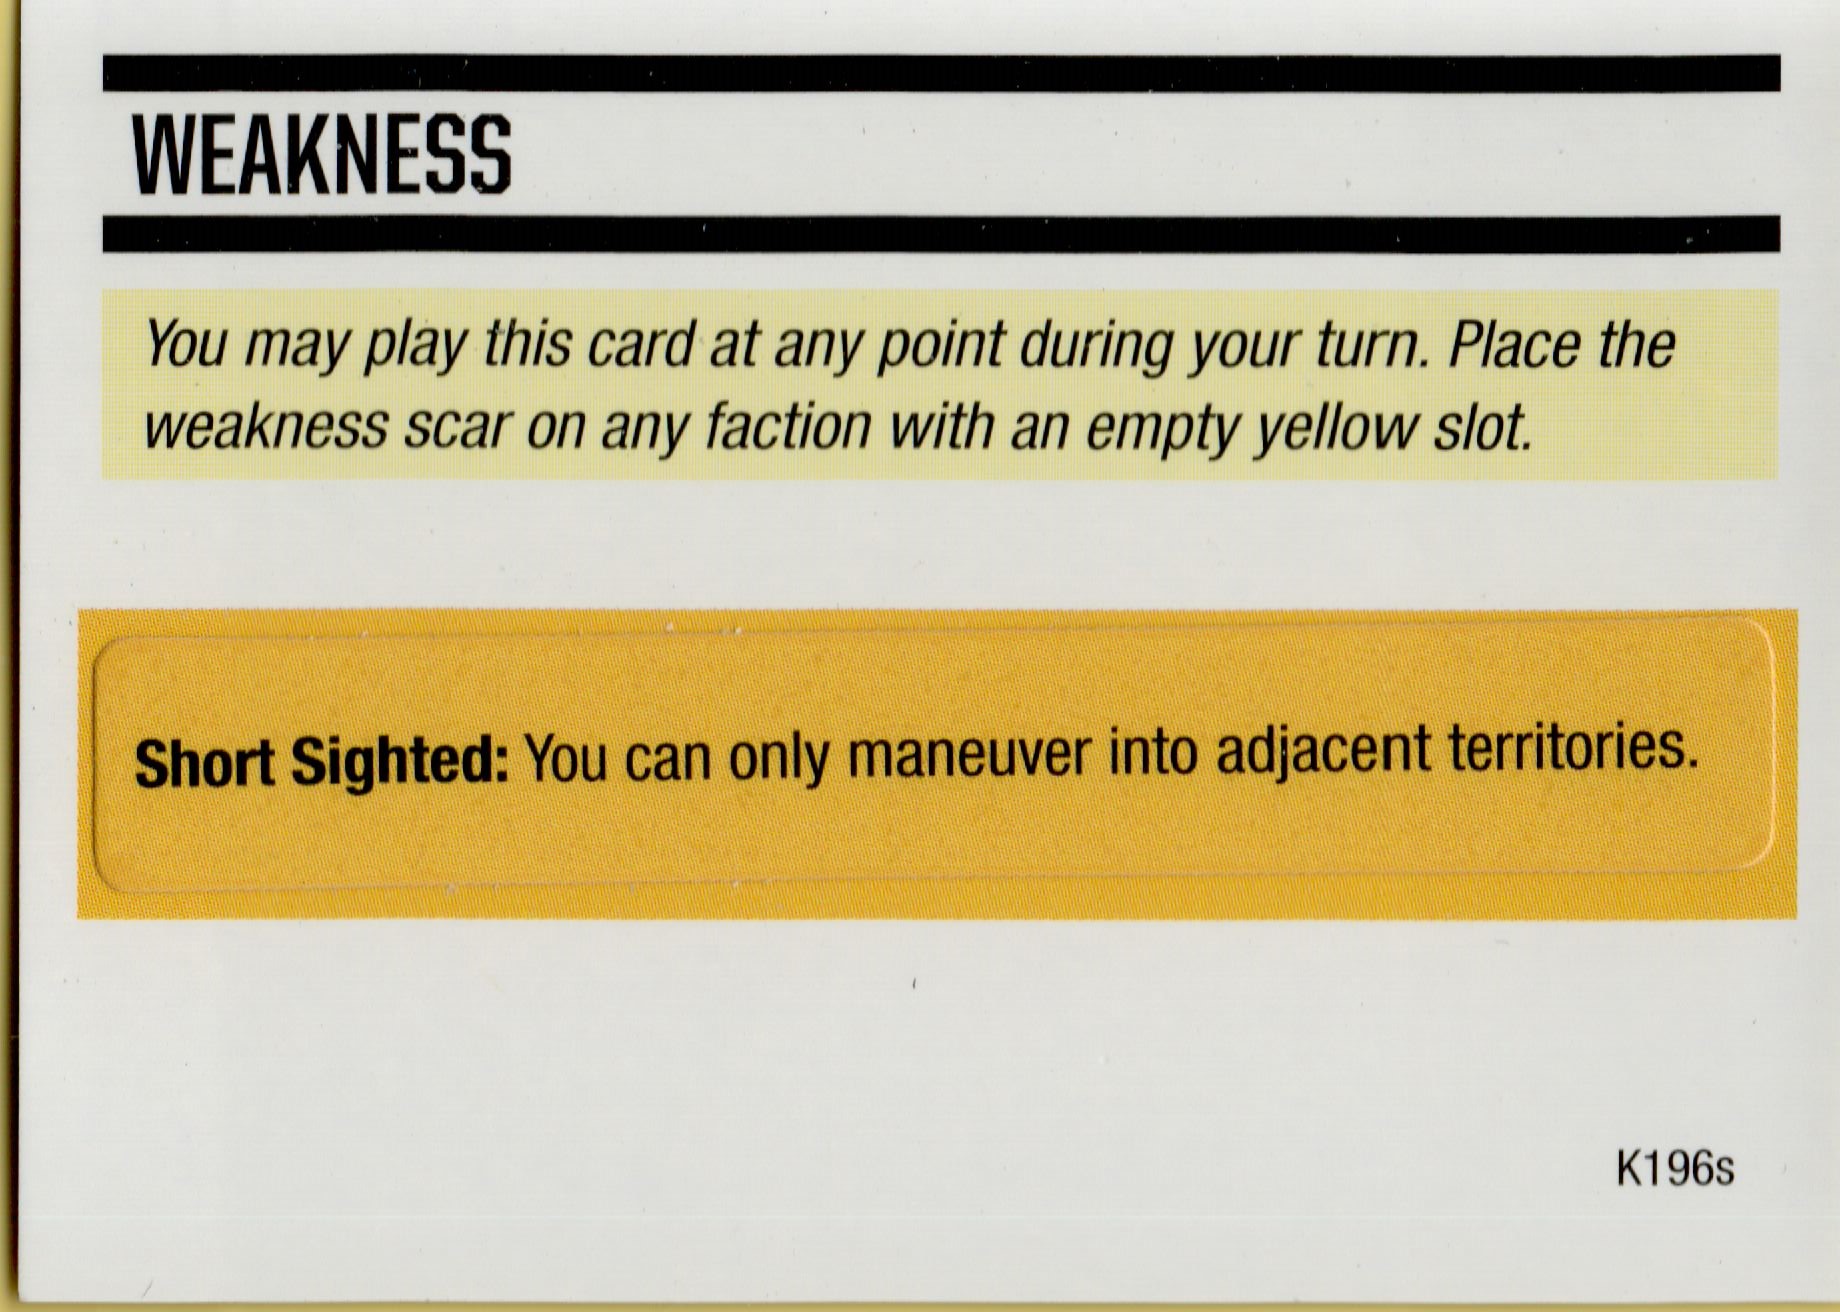 WEAKNESS
You may play this card at any point during your turn. Place the
weakness scar on any faction with an empty yellow slot.
Short Sighted: You can only maneuver into adjacent territories.
K196s